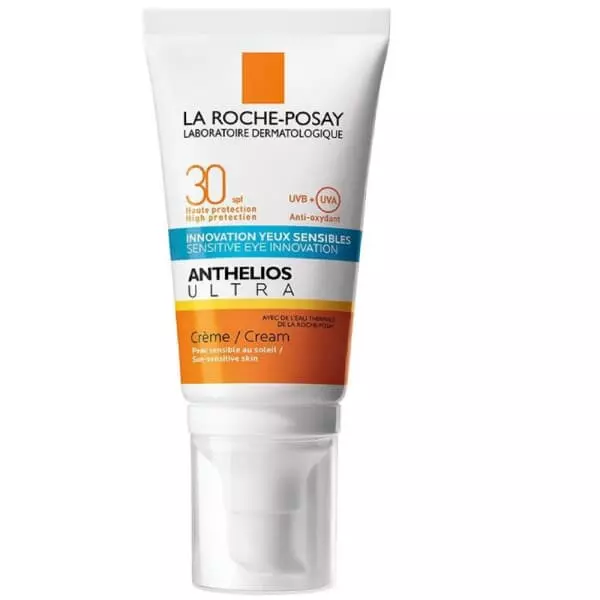 LA ROCHE-POSAY
LABORATOIRE DERMATOLOGIQUE
30 spf
Haute protection
High protection
UVB + UVA
Anti-oxydant
INNOVATION YEUX SENSIBLES
SENSITIVE EYE INNOVATION
ANTHELIOS
ULTRA
AVEC DE L'EAU THERMALE
DE LA ROCHE-POSAY
Crème / Cream
Peau sensible au soleil /
Sun-sensitive skin